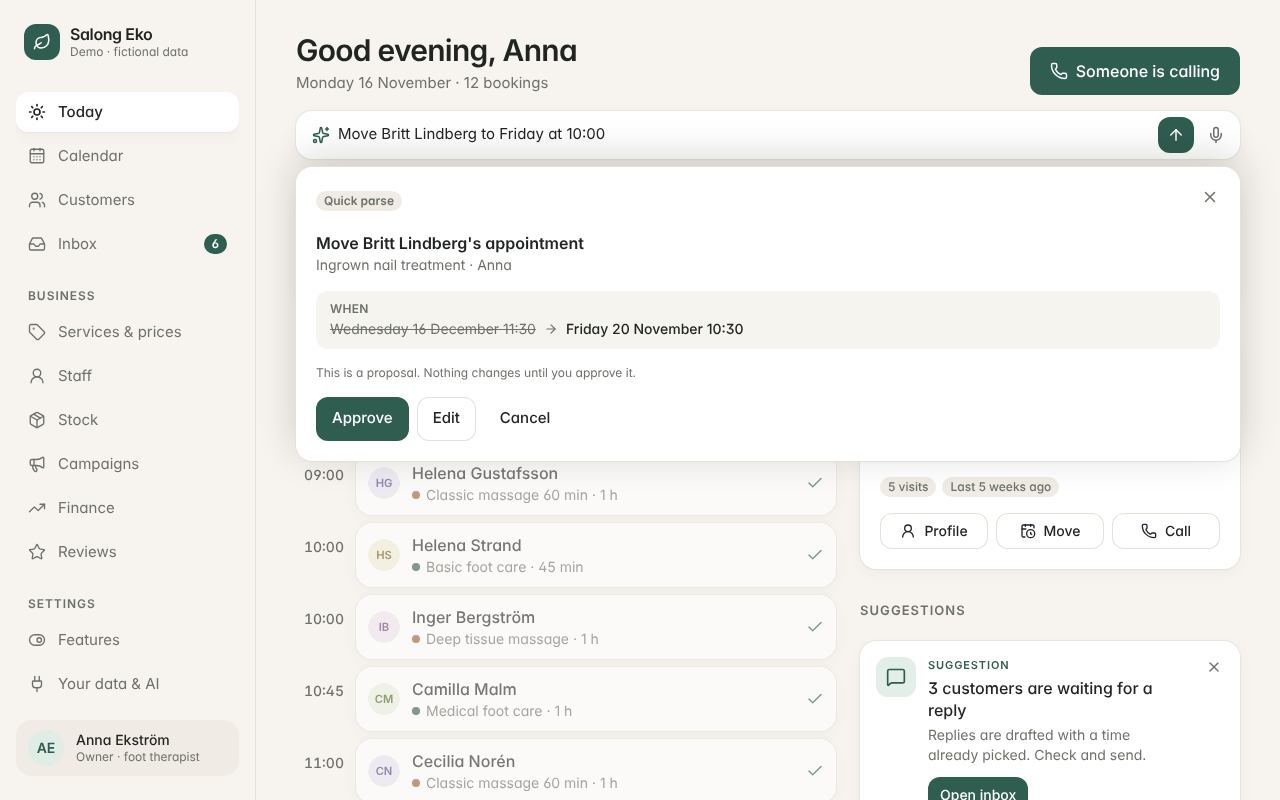 Salong Eko
Demo · fictional data
Today
Calendar
Customers
Inbox
6
BUSINESS
Services & prices
Staff
Stock
Campaigns
Finance
Reviews
SETTINGS
Features
Your data & AI
AE
Anna Ekström
Owner · foot therapist
Good evening, Anna
Monday 16 November · 12 bookings
Someone is calling
Move Britt Lindberg to Friday at 10:00
Quick parse
Move Britt Lindberg's appointment
Ingrown nail treatment · Anna
WHEN
Wednesday 16 December 11:30 → Friday 20 November 10:30
This is a proposal. Nothing changes until you approve it.
Approve
Edit
Cancel
09:00
HG
Helena Gustafsson
Classic massage 60 min · 1 h
10:00
HS
Helena Strand
Basic foot care · 45 min
10:00
IB
Inger Bergström
Deep tissue massage · 1 h
10:45
CM
Camilla Malm
Medical foot care · 1 h
11:00
CN
Cecilia Norén
Classic massage 60 min · 1 h
5 visits
Last 5 weeks ago
Profile
Move
Call
SUGGESTIONS
SUGGESTION
3 customers are waiting for a
reply
Replies are drafted with a time
already picked. Check and send.
Open inbox